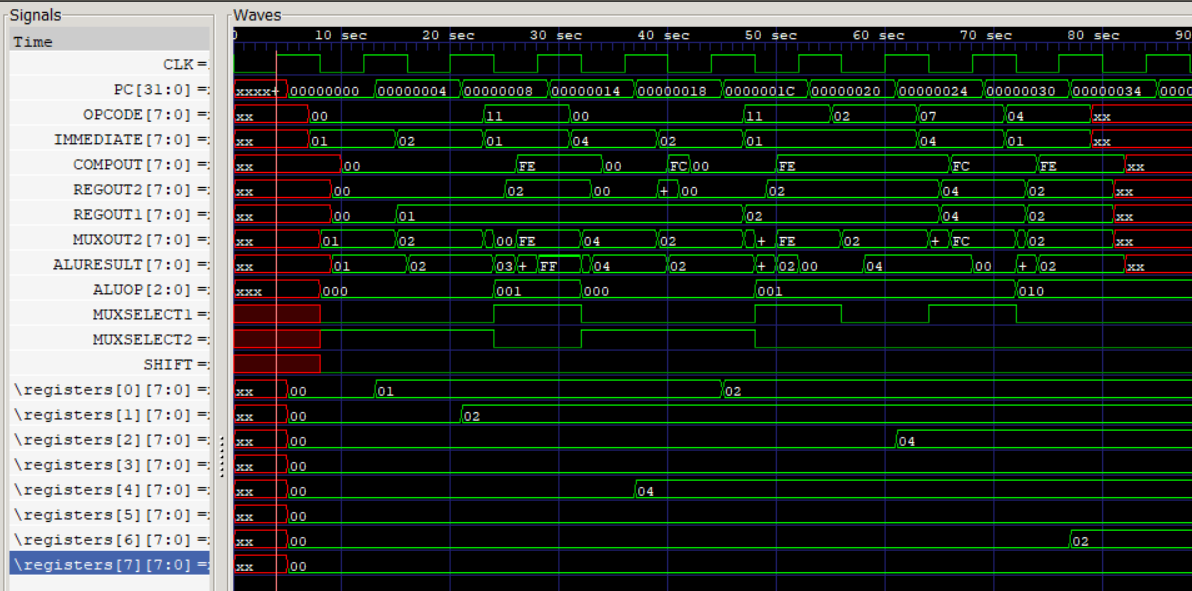 Signals Waves
Time 0 10 sec 20 sec 30 sec 40 sec 50 sec 60 sec 70 sec 80 sec 90
CLK =
PC[31:0] = xxxx+ 00000000 00000004 00000008 00000014 00000018 0000001C 00000020 00000024 00000030 00000034 0000
OPCODE[7:0] = xx 00 11 00 11 02 07 04 xx
IMMEDIATE[7:0] = xx 01 02 01 04 02 01 04 01 xx
COMPOUT[7:0] = xx 00 FE 00 FC 00 FE FC FE xx
REGOUT2[7:0] = xx 00 02 00 + 00 02 04 02 xx
REGOUT1[7:0] = xx 00 01 02 04 02 xx
MUXOUT2[7:0] = xx 01 02 00 FE 04 02 + FE 02 + FC 02 xx
ALURESULT[7:0] = xx 01 02 03 + FF 04 02 + 02 00 04 00 + 02 xx
ALUOP[2:0] = xxx 000 001 000 001 010
MUXSELECT1 =
MUXSELECT2 =
SHIFT =
\registers[0][7:0] = xx 00 01 02
\registers[1][7:0] = xx 00 02
\registers[2][7:0] = xx 00 04
\registers[3][7:0] = xx 00
\registers[4][7:0] = xx 00 04
\registers[5][7:0] = xx 00
\registers[6][7:0] = xx 00 02
\registers[7][7:0] = xx 00